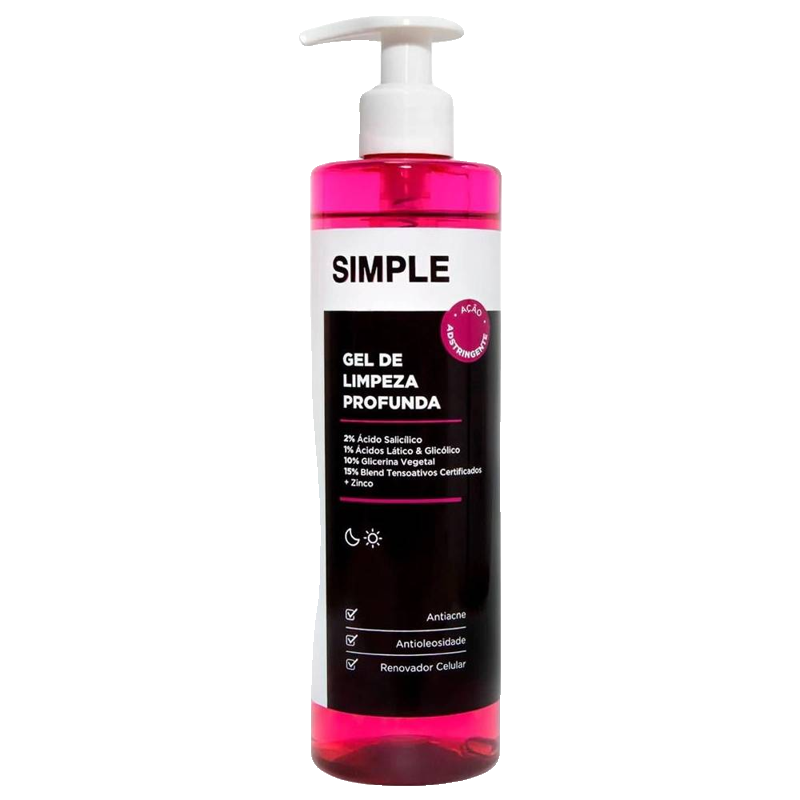 SIMPLE
• AÇÃO •
ADSTRINGENTE
GEL DE
LIMPEZA
PROFUNDA
2% Ácido Salicílico
1% Ácidos Lático & Glicólico
10% Glicerina Vegetal
15% Blend Tensoativos Certificados
+ Zinco
Antiacne
Antioleosidade
Renovador Celular